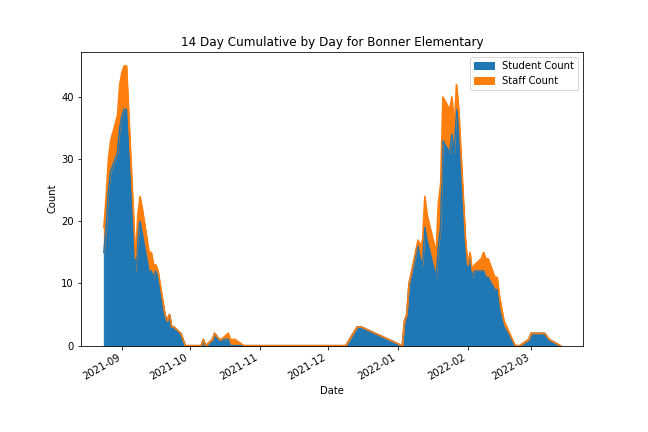 14 Day Cumulative by Day for Bonner Elementary
Student Count
Staff Count
Count
40
30
20
10
0
2021-09
2021-10
2021-11
2021-12
2022-01
2022-02
2022-03
Date